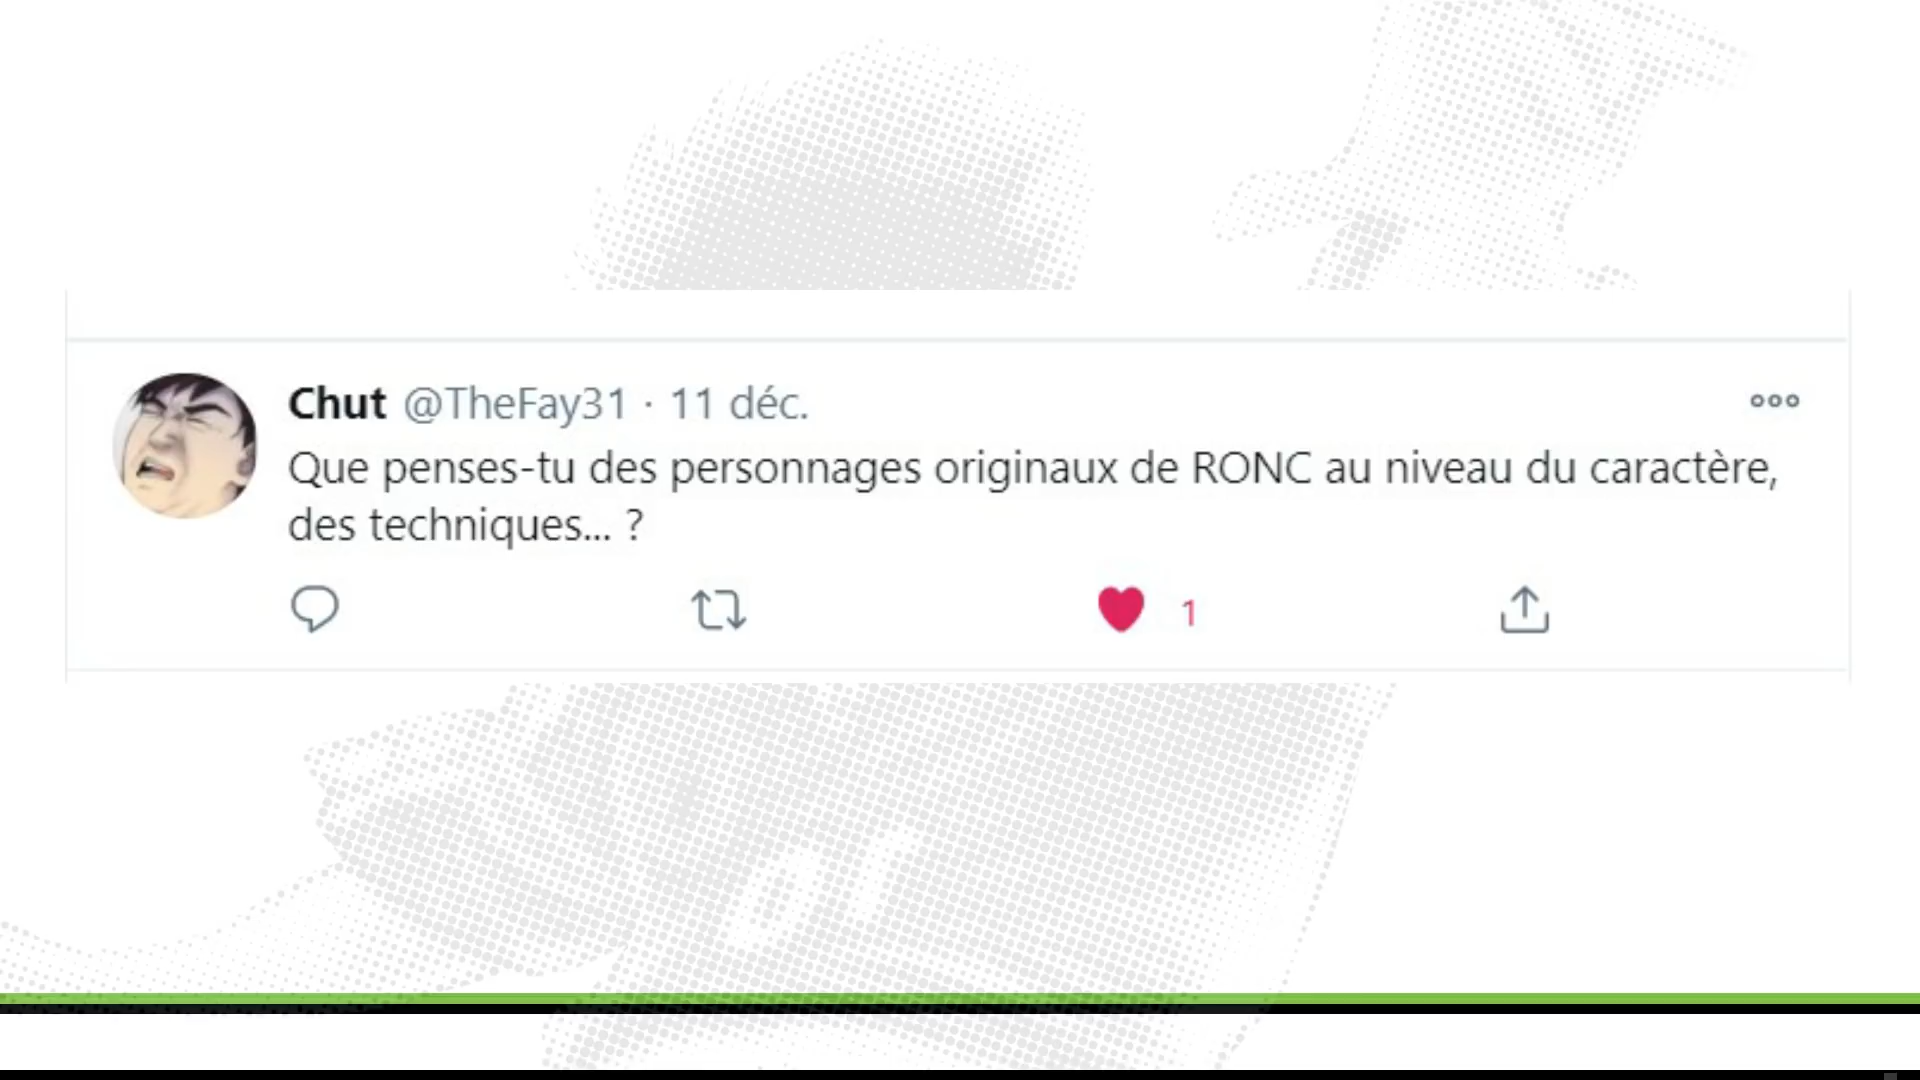 Chut @TheFay31 · 11 déc.
Que penses-tu des personnages originaux de RONC au niveau du caractère,
des techniques... ?
1